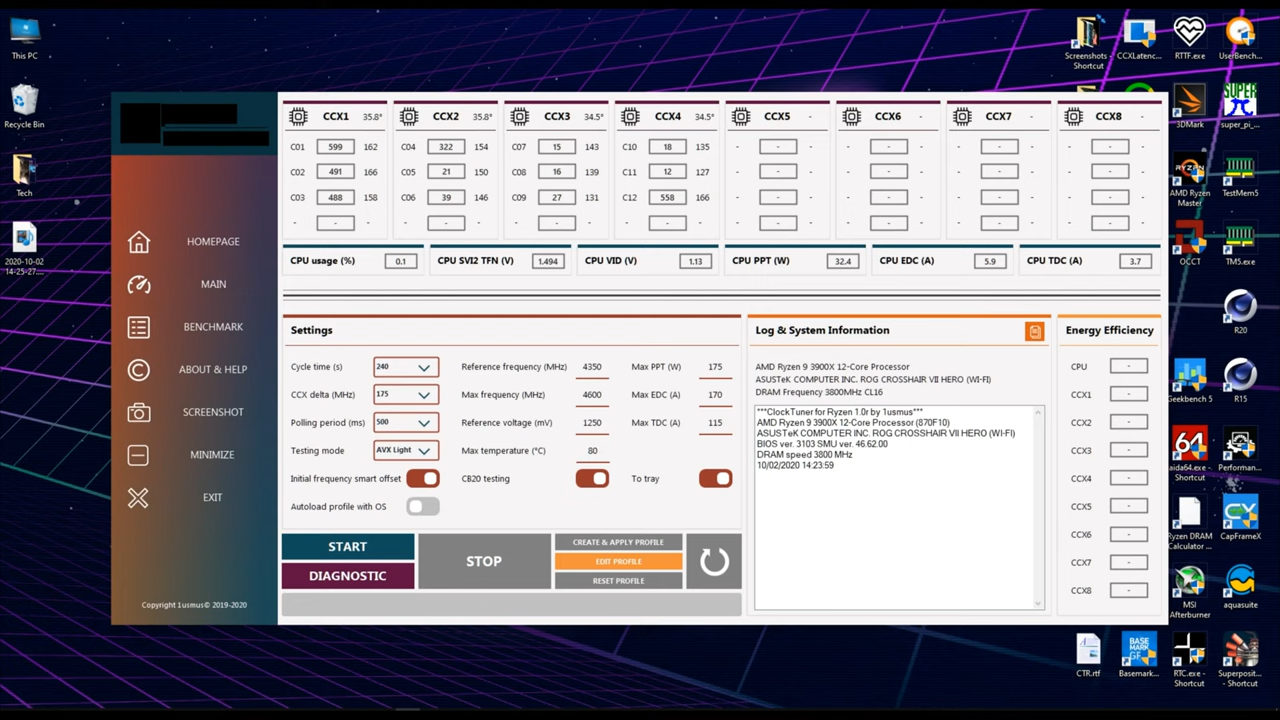 This PC
Recycle Bin
Tech
2020-10-02
14-25-27....
CCX1 35.8°
C01 599 162
C02 491 166
C03 488 158
- - -
CCX2 35.8°
C04 322 154
C05 21 150
C06 39 146
- - -
CCX3 34.5°
C07 15 143
C08 16 139
C09 27 131
- - -
CCX4 34.5°
C10 18 135
C11 12 127
C12 558 166
- - -
CCX5 -
- - -
- - -
- - -
- - -
CCX6 -
- - -
- - -
- - -
- - -
CCX7 -
- - -
- - -
- - -
- - -
CCX8 -
- - -
- - -
- - -
- - -
CPU usage (%) 0.1
CPU SVI2 TFN (V) 1.494
CPU VID (V) 1.13
CPU PPT (W) 32.4
CPU EDC (A) 5.9
CPU TDC (A) 3.7
HOMEPAGE
MAIN
BENCHMARK
ABOUT & HELP
SCREENSHOT
MINIMIZE
EXIT
Copyright 1usmus© 2019-2020
Settings
Cycle time (s) 240 Reference frequency (MHz) 4350 Max PPT (W) 175
CCX delta (MHz) 175 Max frequency (MHz) 4600 Max EDC (A) 170
Polling period (ms) 500 Reference voltage (mV) 1250 Max TDC (A) 115
Testing mode AVX Light Max temperature (°C) 80
Initial frequency smart offset CB20 testing To tray
Autoload profile with OS
START
DIAGNOSTIC
STOP
CREATE & APPLY PROFILE
EDIT PROFILE
RESET PROFILE
Log & System Information
AMD Ryzen 9 3900X 12-Core Processor
ASUSTeK COMPUTER INC. ROG CROSSHAIR VII HERO (WI-FI)
DRAM Frequency 3800MHz CL16
***ClockTuner for Ryzen 1.0r by 1usmus***
AMD Ryzen 9 3900X 12-Core Processor (870F10)
ASUSTeK COMPUTER INC. ROG CROSSHAIR VII HERO (WI-FI)
BIOS ver. 3103 SMU ver. 46.62.00
DRAM speed 3800 MHz
10/02/2020 14:23:59
Energy Efficiency
CPU -
CCX1 -
CCX2 -
CCX3 -
CCX4 -
CCX5 -
CCX6 -
CCX7 -
CCX8 -
Screenshots -
Shortcut
CCXLatenc...
RTTF.exe
UserBench...
3DMark
SUPER
super_pi_...
RYZEN
AMD Ryzen
Master
TestMem5
OCCT
TM5.exe
R20
Geekbench 5
R15
64
aida64.exe -
Shortcut
Performan...
Ryzen DRAM
Calculator ...
CX
CapFrameX
MSI
Afterburner
aquasuite
CTR.rtf
BASE
MARK
GPU
Basemark...
RTC.exe -
Shortcut
Superposit...
- Shortcut